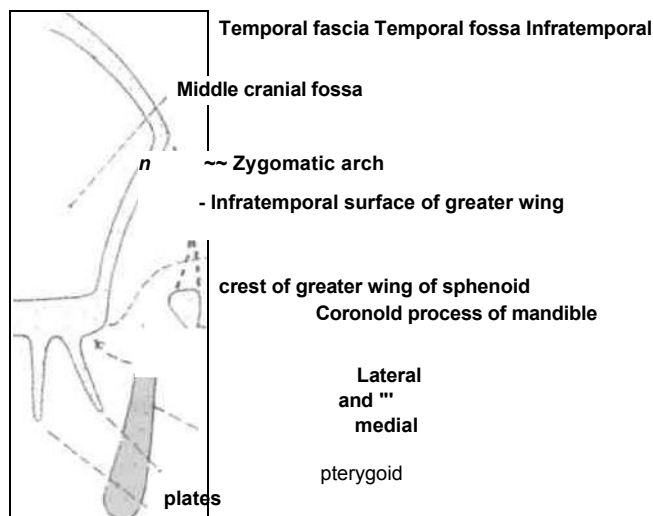 Temporal fascia Temporal fossa Infratemporal
Middle cranial fossa
n ~~ Zygomatic arch
- Infratemporal surface of greater wing
crest of greater wing of sphenoid
Coronold process of mandible
Lateral
and "'
medial
pterygoid
plates